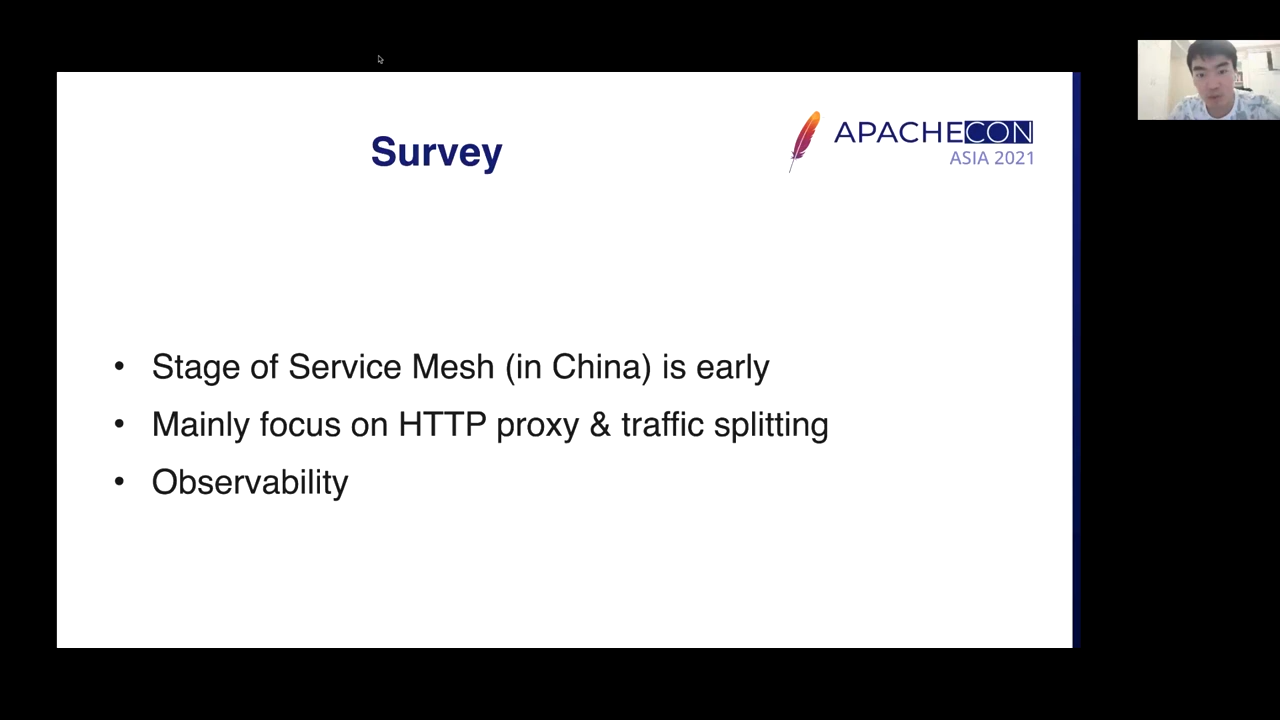 Survey
APACHECON
ASIA 2021
• Stage of Service Mesh (in China) is early
• Mainly focus on HTTP proxy & traffic splitting
• Observability